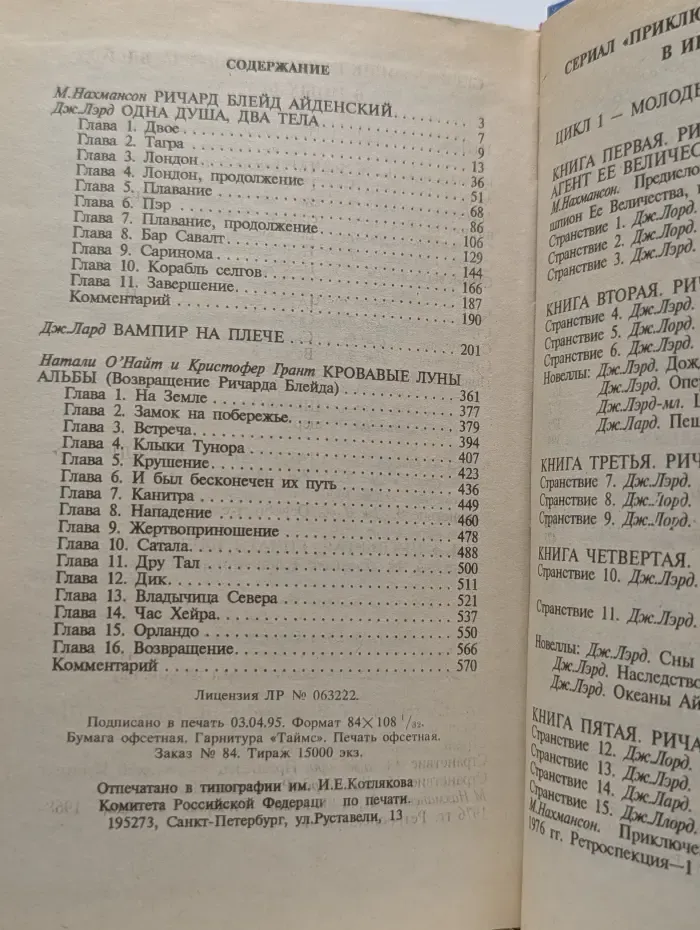 СОДЕРЖАНИЕ
М.Нахмансон РИЧАРД БЛЕЙД АЙДЕНСКИЙ. 3
Дж.Лэрд ОДНА ДУША, ДВА ТЕЛА 7
Глава 1. Двое 9
Глава 2. Тагра 13
Глава 3. Лондон 36
Глава 4. Лондон, продолжение 51
Глава 5. Плавание 68
Глава 6. Пэр 86
Глава 7. Плавание, продолжение 106
Глава 8. Бар Савалт 129
Глава 9. Саринома 144
Глава 10. Корабль селгов 166
Глава 11. Завершение 187
Комментарий 190
Дж.Лард ВАМПИР НА ПЛЕЧЕ 201
Натали О'Найт и Кристофер Грант КРОВАВЫЕ ЛУНЫ
АЛЬБЫ (Возвращение Ричарда Блейда) 361
Глава 1. На Земле 377
Глава 2. Замок на побережье 379
Глава 3. Встреча 394
Глава 4. Клыки Тунора 407
Глава 5. Крушение 423
Глава 6. И был бесконечен их путь 436
Глава 7. Канитра 449
Глава 8. Нападение 460
Глава 9. Жертвоприношение 478
Глава 10. Сатала 488
Глава 11. Дру Тал 500
Глава 12. Дик 511
Глава 13. Владычица Севера 521
Глава 14. Час Хейра 537
Глава 15. Орландо 550
Глава 16. Возвращение 566
Комментарий 570
Лицензия ЛР № 063222.
Подписано в печать 03.04.95. Формат 84×108 1/32.
Бумага офсетная. Гарнитура «Таймс». Печать офсетная.
Заказ № 84. Тираж 15000 экз.
Отпечатано в типографии им. И.Е.Котлякова
Комитета Российской Федераци по печати.
195273, Санкт-Петербург, ул.Руставели, 13
СЕРИАЛ «ПРИКЛЮ
В И
ЦИКЛ 1 — МОЛОДЫ
КНИГА ПЕРВАЯ. РИ
АГЕНТ ЕЕ ВЕЛИЧЕС
М.Нахмансон. Предисло
шпион Ее Величества,
Странствие 1. Дж.Лорд.
Странствие 2. Дж.Лорд.
Странствие 3. Дж.Лэрд.
КНИГА ВТОРАЯ. РИЧ
Странствие 4. Дж.Лэрд.
Странствие 5. Дж.Лорд.
Странствие 6. Дж.Лэрд.
Новеллы: Дж.Лэрд. Дож
Дж.Лэрд. Опе
Дж.Лэрд-мл.
Дж.Лард. Пещ
КНИГА ТРЕТЬЯ. РИЧ
Странствие 7. Дж.Лэрд.
Странствие 8. Дж.Лорд.
Странствие 9. Дж.Лорд.
КНИГА ЧЕТВЕРТАЯ.
Странствие 10. Дж.Лэрд.
Странствие 11. Дж.Лэрд.
Новеллы: Дж.Лэрд. Сны
Дж.Лэрд. Наследство
Дж.Лэрд. Океаны Ай
КНИГА ПЯТАЯ. РИЧА
Странствие 12. Дж.Лорд.
Странствие 13. Дж.Лэрд.
Странствие 14. Дж.Лард.
Странствие 15. Дж.Ллорд.
М.Нахмансон. Приключе
1976 гг. Ретроспекция—1